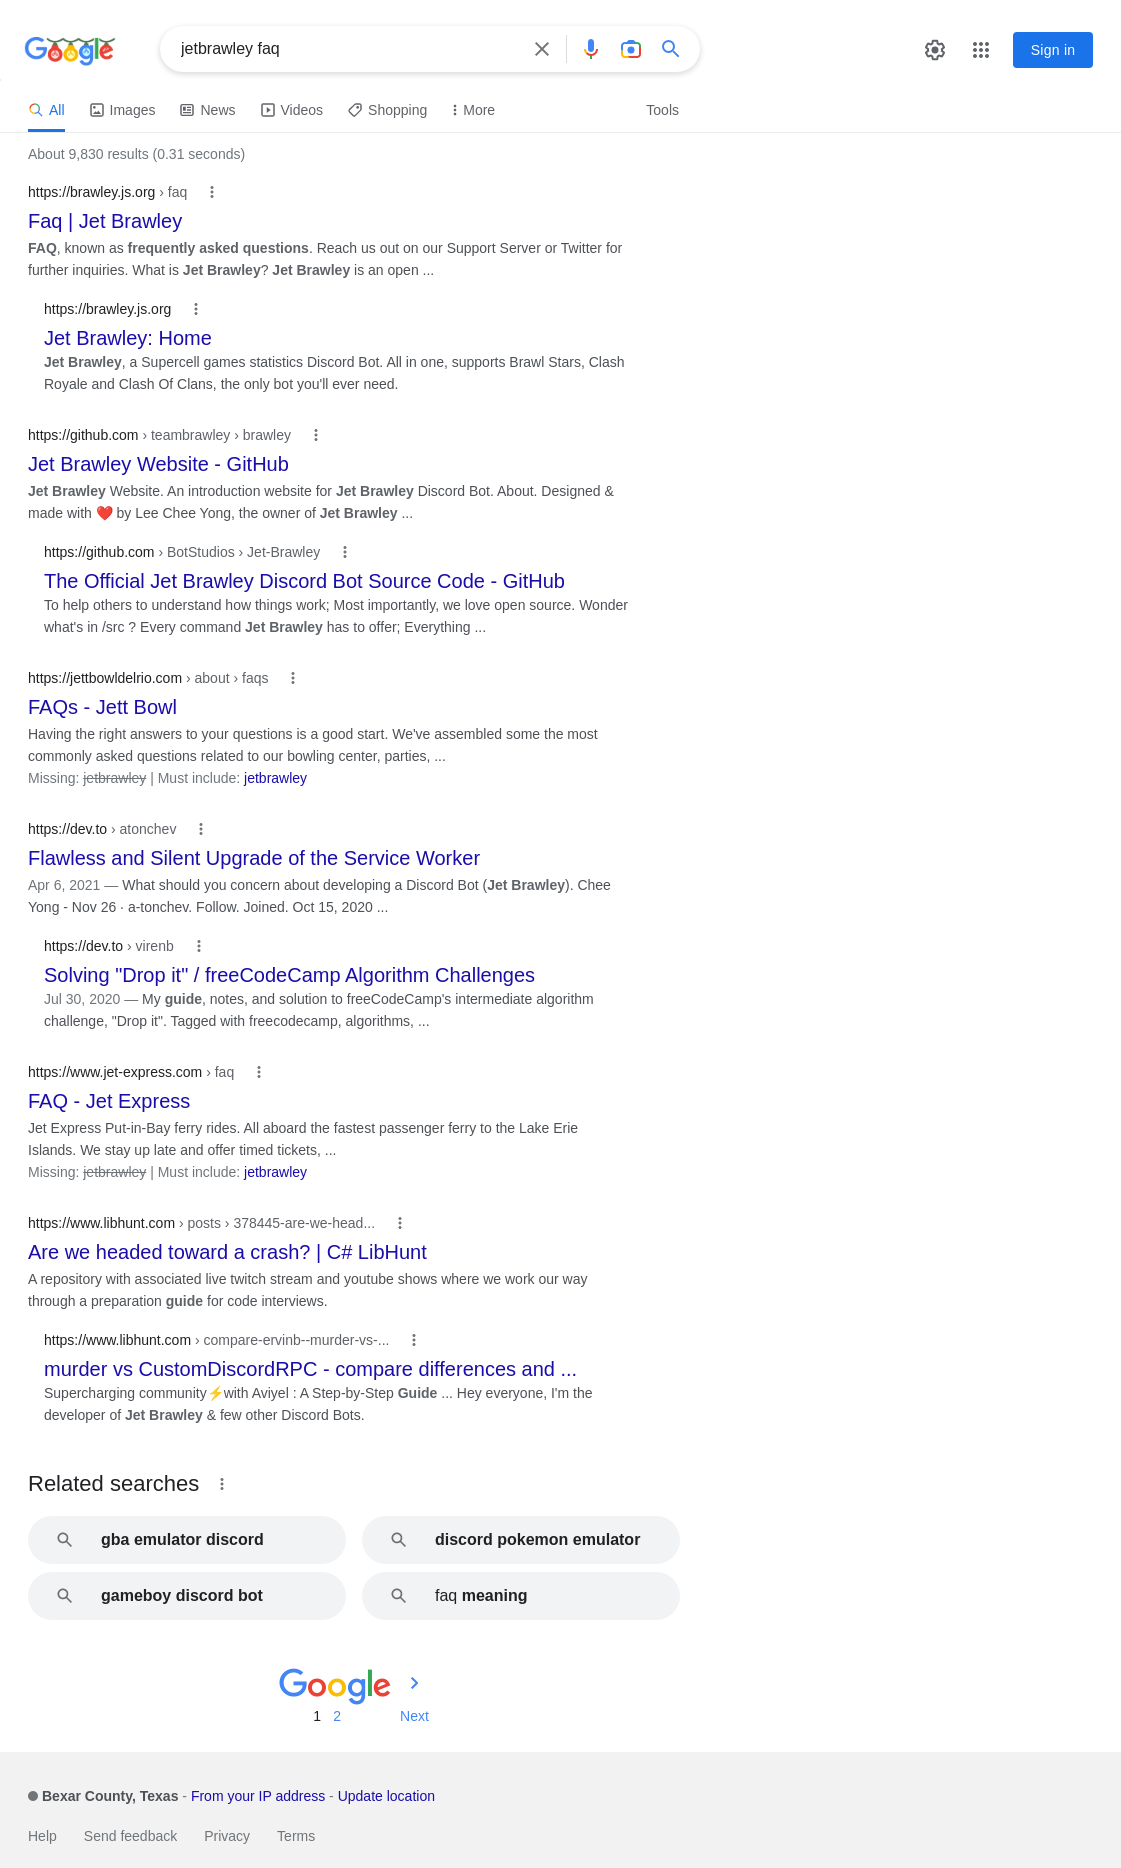 Google
jetbrawley faq
Sign in
All Images News Videos Shopping More Tools
About 9,830 results (0.31 seconds)
https://brawley.js.org › faq
Faq | Jet Brawley
FAQ, known as frequently asked questions. Reach us out on our Support Server or Twitter for
further inquiries. What is Jet Brawley? Jet Brawley is an open ...
https://brawley.js.org
Jet Brawley: Home
Jet Brawley, a Supercell games statistics Discord Bot. All in one, supports Brawl Stars, Clash
Royale and Clash Of Clans, the only bot you'll ever need.
https://github.com › teambrawley › brawley
Jet Brawley Website - GitHub
Jet Brawley Website. An introduction website for Jet Brawley Discord Bot. About. Designed &
made with ❤️ by Lee Chee Yong, the owner of Jet Brawley ...
https://github.com › BotStudios › Jet-Brawley
The Official Jet Brawley Discord Bot Source Code - GitHub
To help others to understand how things work; Most importantly, we love open source. Wonder
what's in /src ? Every command Jet Brawley has to offer; Everything ...
https://jettbowldelrio.com › about › faqs
FAQs - Jett Bowl
Having the right answers to your questions is a good start. We've assembled some the most
commonly asked questions related to our bowling center, parties, ...
Missing: jetbrawley | Must include: jetbrawley
https://dev.to › atonchev
Flawless and Silent Upgrade of the Service Worker
Apr 6, 2021 — What should you concern about developing a Discord Bot (Jet Brawley). Chee
Yong - Nov 26 · a-tonchev. Follow. Joined. Oct 15, 2020 ...
https://dev.to › virenb
Solving "Drop it" / freeCodeCamp Algorithm Challenges
Jul 30, 2020 — My guide, notes, and solution to freeCodeCamp's intermediate algorithm
challenge, "Drop it". Tagged with freecodecamp, algorithms, ...
https://www.jet-express.com › faq
FAQ - Jet Express
Jet Express Put-in-Bay ferry rides. All aboard the fastest passenger ferry to the Lake Erie
Islands. We stay up late and offer timed tickets, ...
Missing: jetbrawley | Must include: jetbrawley
https://www.libhunt.com › posts › 378445-are-we-head...
Are we headed toward a crash? | C# LibHunt
A repository with associated live twitch stream and youtube shows where we work our way
through a preparation guide for code interviews.
https://www.libhunt.com › compare-ervinb--murder-vs-...
murder vs CustomDiscordRPC - compare differences and ...
Supercharging community⚡with Aviyel : A Step-by-Step Guide ... Hey everyone, I'm the
developer of Jet Brawley & few other Discord Bots.
Related searches
gba emulator discord
discord pokemon emulator
gameboy discord bot
faq meaning
Google
1 2 Next
Bexar County, Texas - From your IP address - Update location
Help Send feedback Privacy Terms